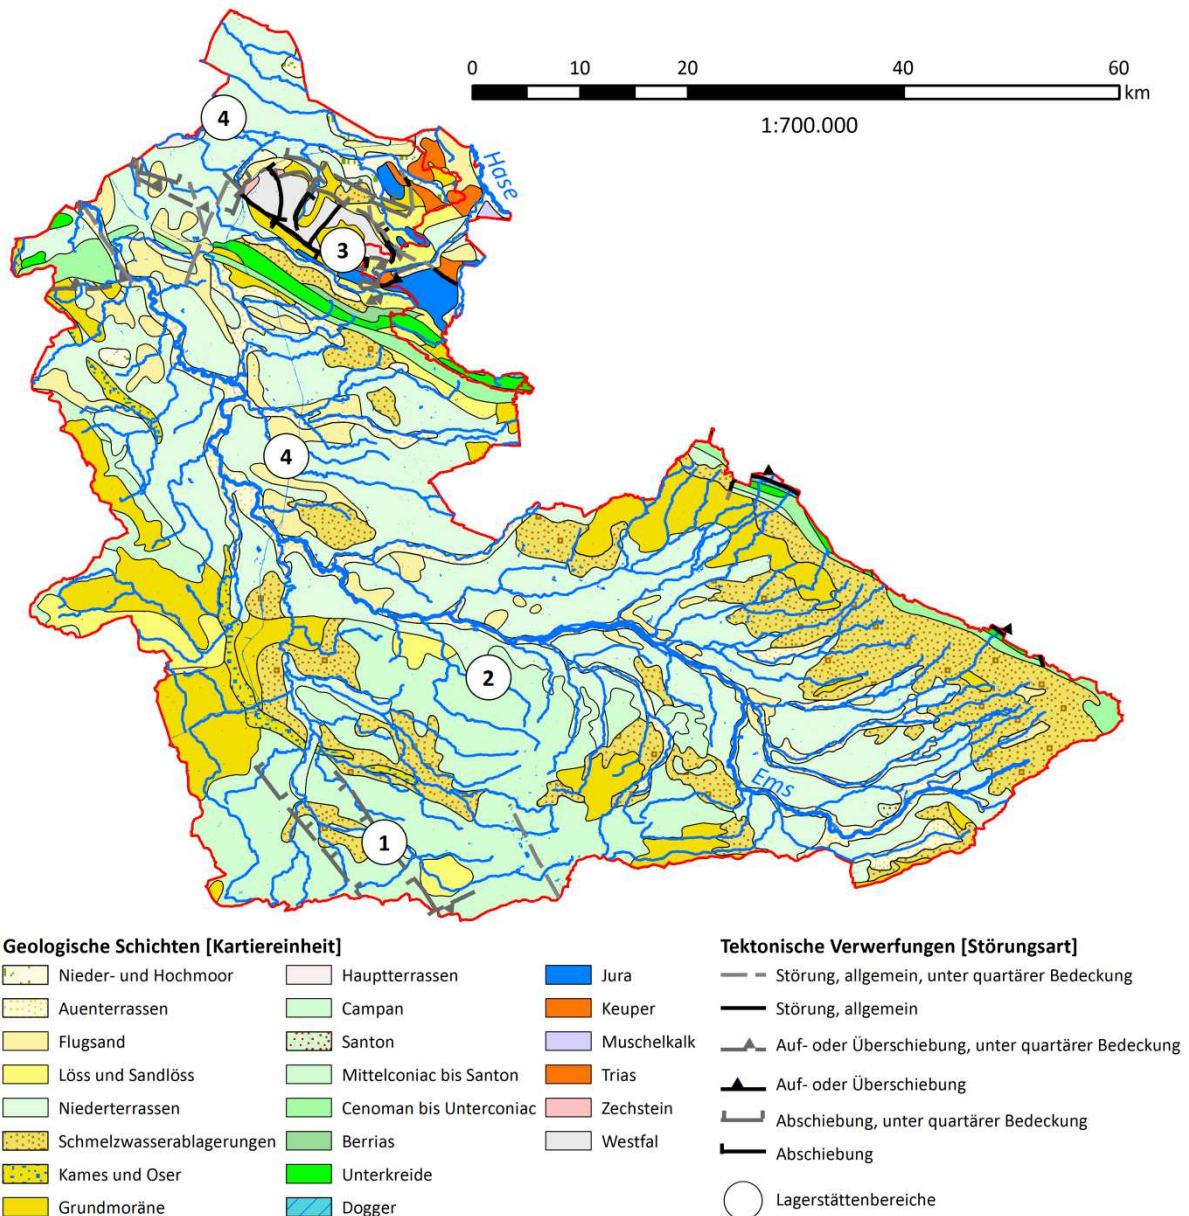 0 10 20 40 60
km
1:700.000
4
Hase
3
4
2
Ems
1
Geologische Schichten [Kartiereinheit]
Nieder- und Hochmoor
Auenterrassen
Flugsand
Löss und Sandlöss
Niederterrassen
Schmelzwasserablagerungen
Kames und Oser
Grundmoräne
Hauptterrassen
Campan
Santon
Mittelconiac bis Santon
Cenoman bis Unterconiac
Berrias
Unterkreide
Dogger
Jura
Keuper
Muschelkalk
Trias
Zechstein
Westfal
Tektonische Verwerfungen [Störungsart]
Störung, allgemein, unter quartärer Bedeckung
Störung, allgemein
Auf- oder Überschiebung, unter quartärer Bedeckung
Auf- oder Überschiebung
Abschiebung, unter quartärer Bedeckung
Abschiebung
Lagerstättenbereiche